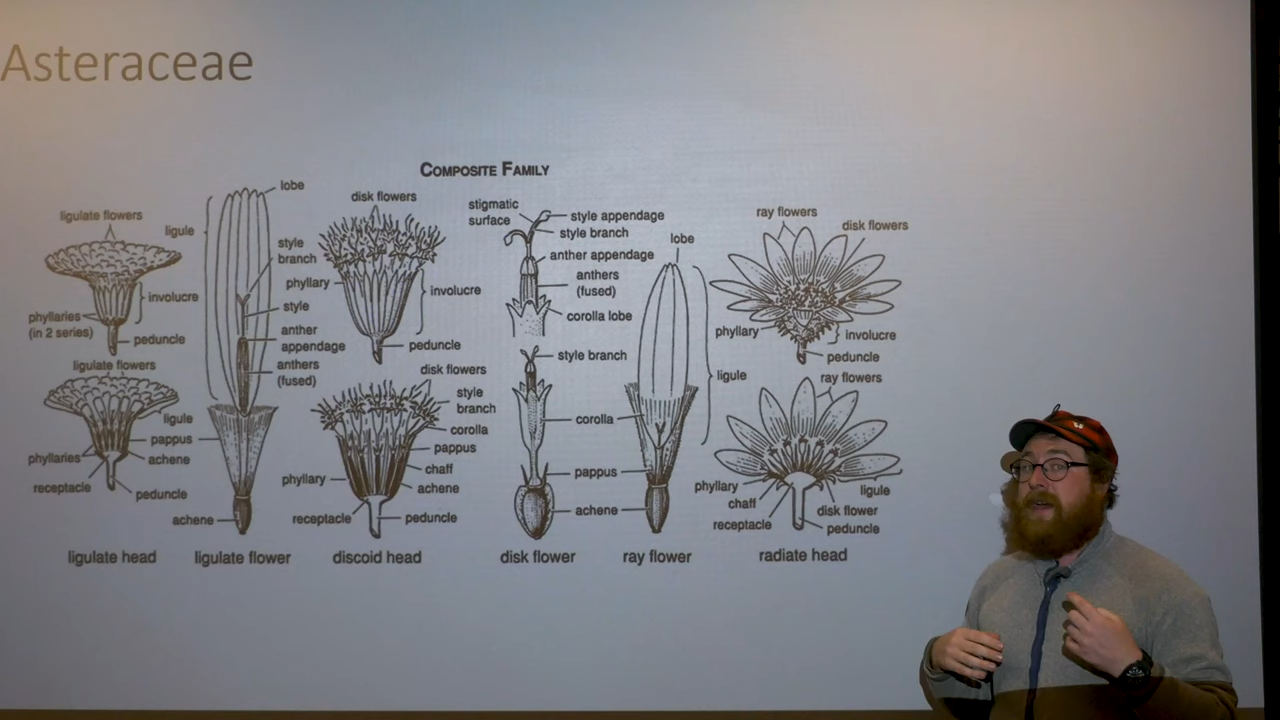 Asteraceae
COMPOSITE FAMILY
ligulate flowers
phyllaries
(in 2 series)
involucre
peduncle
ligulate flowers
ligule
pappus
phyllaries
achene
receptacle
peduncle
ligulate head
lobe
ligule
style
branch
style
anther
appendage
anthers
(fused)
achene
ligulate flower
disk flowers
phyllary
involucre
peduncle
disk flowers
style
branch
corolla
pappus
chaff
phyllary
achene
receptacle
peduncle
discoid head
stigmatic
surface
style appendage
style branch
anther appendage
anthers
(fused)
corolla lobe
style branch
corolla
pappus
achene
disk flower
lobe
ligule
ray flower
ray flowers
disk flowers
phyllary
involucre
peduncle
ray flowers
phyllary
ligule
chaff
disk flower
receptacle
peduncle
radiate head